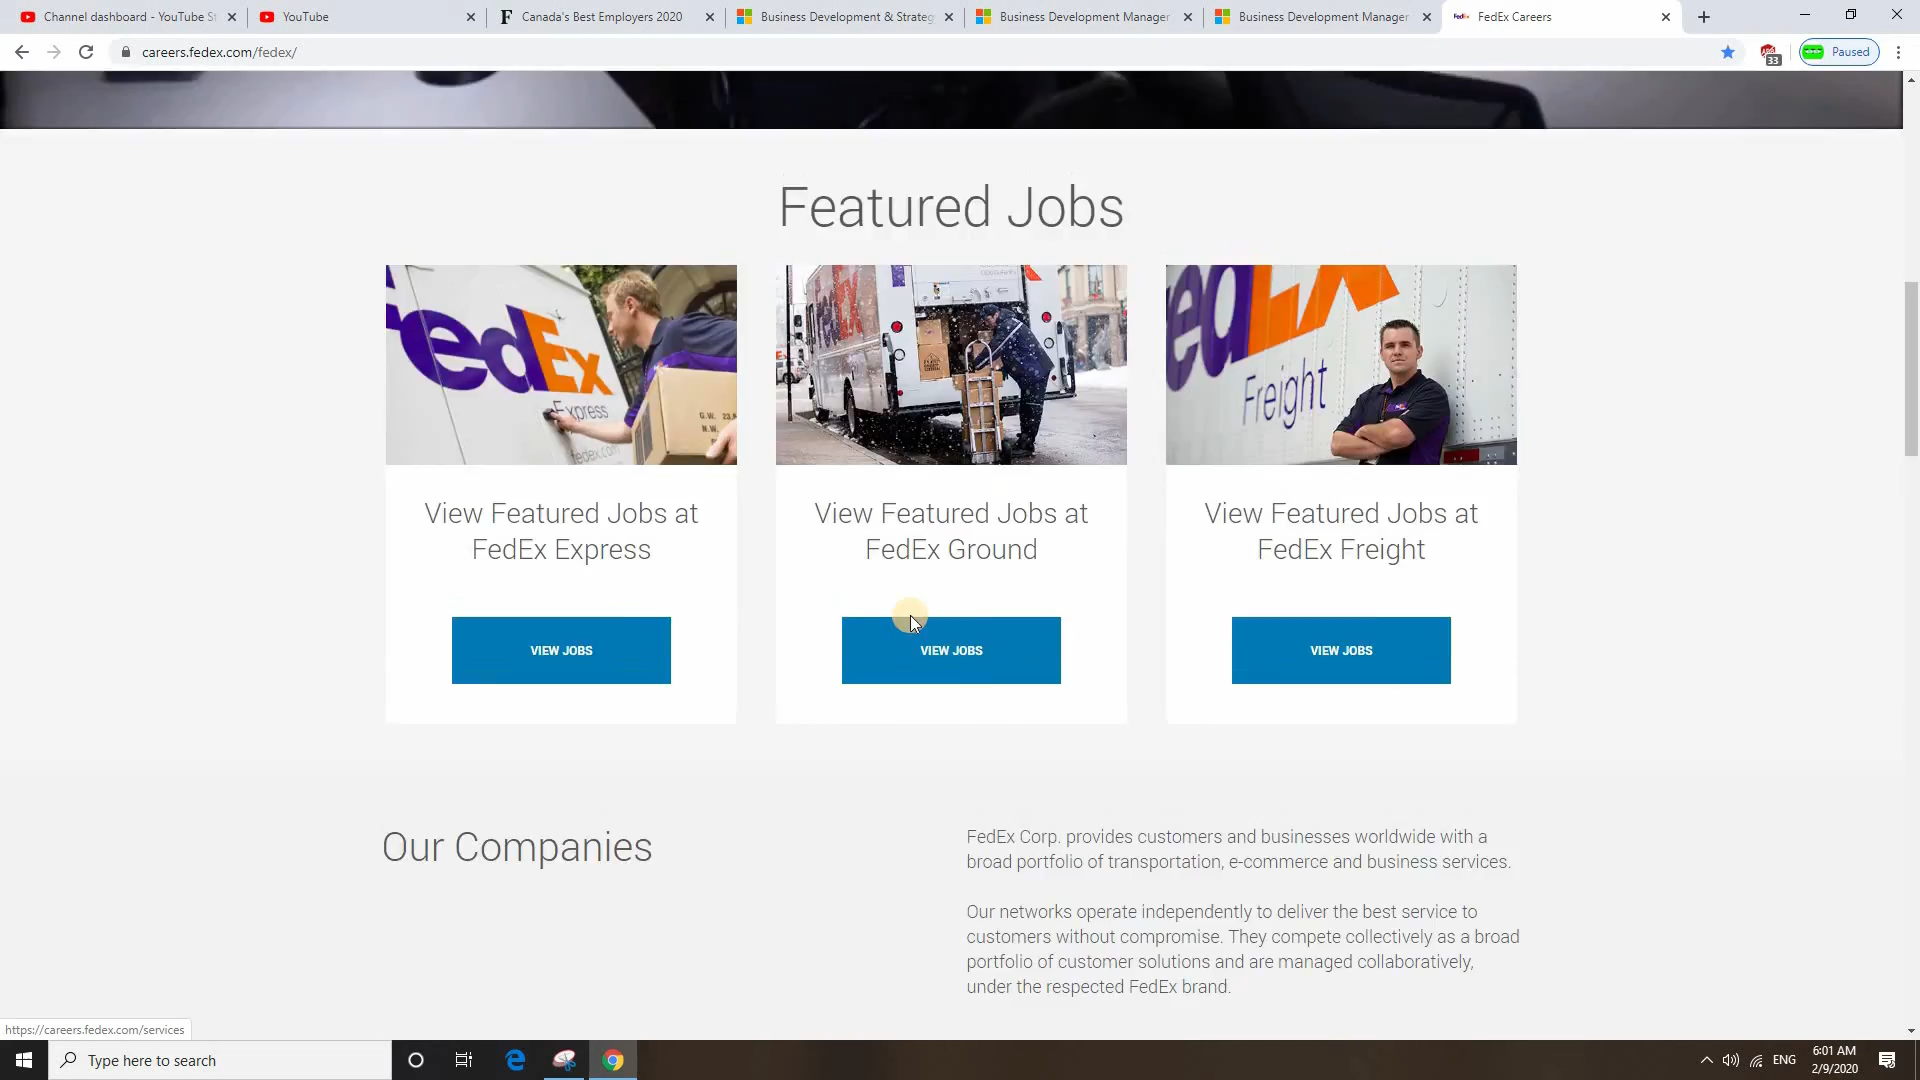 Channel dashboard - YouTube St
YouTube
Canada's Best Employers 2020
Business Development & Strateg
Business Development Manager
Business Development Manager
FedEx Careers
careers.fedex.com/fedex/
33
Paused
Featured Jobs
FedEx
Express
FedEx
edEx
Freight
View Featured Jobs at
FedEx Express
VIEW JOBS
View Featured Jobs at
FedEx Ground
VIEW JOBS
View Featured Jobs at
FedEx Freight
VIEW JOBS
Our Companies
FedEx Corp. provides customers and businesses worldwide with a
broad portfolio of transportation, e-commerce and business services.
Our networks operate independently to deliver the best service to
customers without compromise. They compete collectively as a broad
portfolio of customer solutions and are managed collaboratively,
under the respected FedEx brand.
https://careers.fedex.com/services
Type here to search
ENG
6:01 AM
2/9/2020